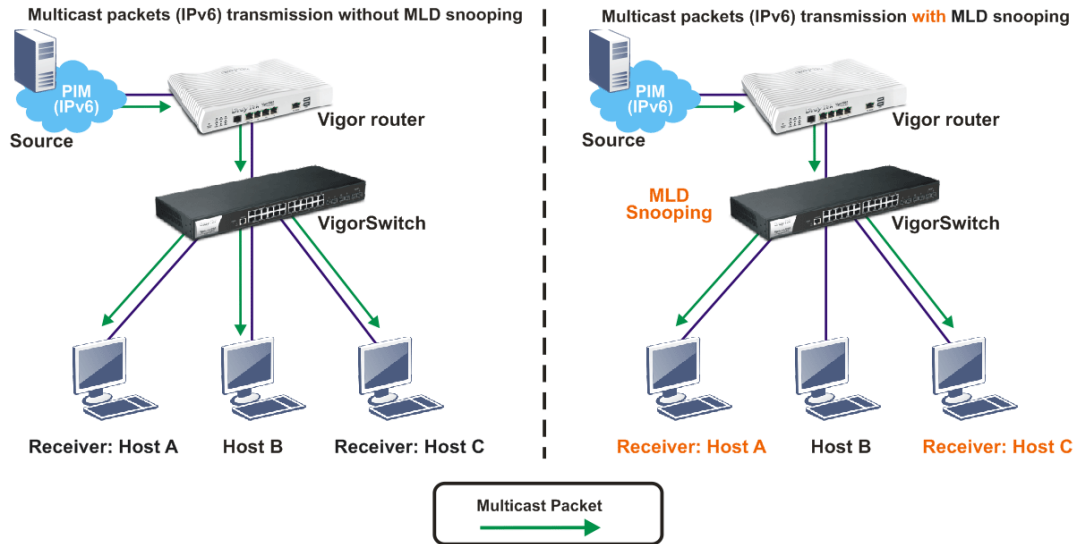 Multicast packets (IPv6) transmission without MLD snooping
PIM
(IPv6)
Source
Vigor router
VigorSwitch
Receiver: Host A
Host B
Receiver: Host C
Multicast packets (IPv6) transmission with MLD snooping
PIM
(IPv6)
Source
Vigor router
MLD
Snooping
VigorSwitch
Receiver: Host A
Host B
Receiver: Host C
Multicast Packet